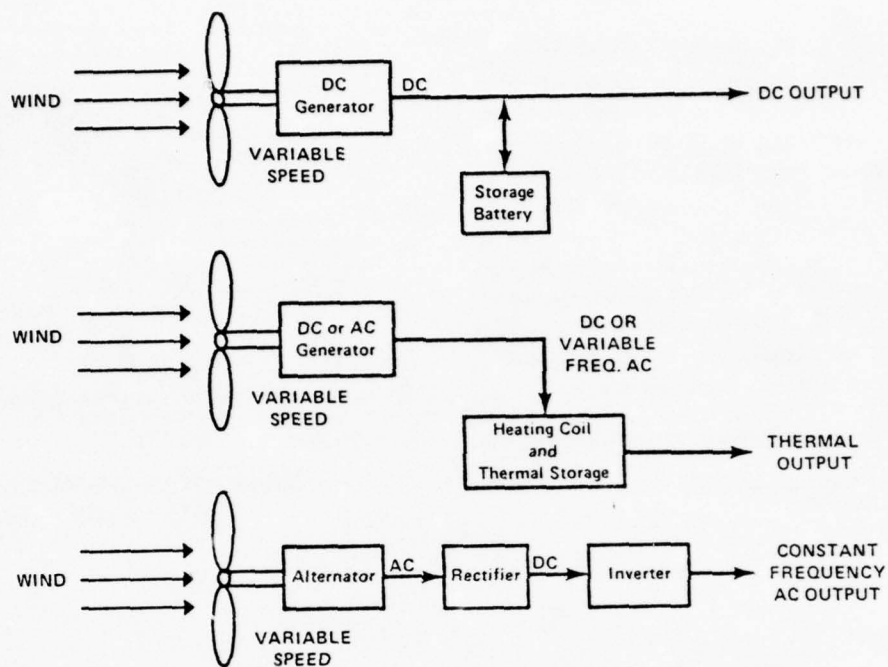 WIND
DC
Generator
DC
DC OUTPUT
VARIABLE
SPEED
Storage
Battery
WIND
DC or AC
Generator
DC OR
VARIABLE
FREQ. AC
VARIABLE
SPEED
Heating Coil
and
Thermal Storage
THERMAL
OUTPUT
WIND
Alternator
AC
Rectifier
DC
Inverter
CONSTANT
FREQUENCY
AC OUTPUT
VARIABLE
SPEED